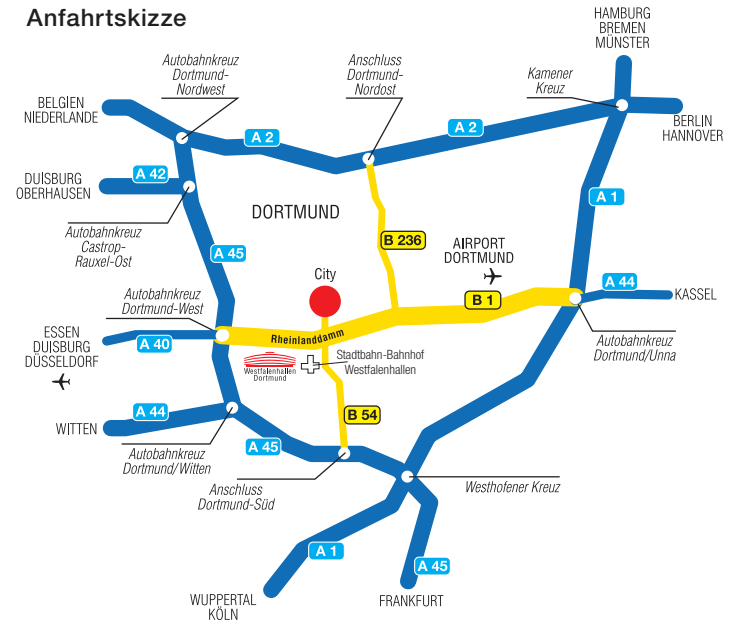 Anfahrtskizze
HAMBURG
BREMEN
MÜNSTER
Autobahnkreuz
Dortmund-
Nordwest
Anschluss
Dortmund-
Nordost
Kamener
Kreuz
BELGIEN
NIEDERLANDE
BERLIN
HANNOVER
A 2
A 2
DUISBURG
OBERHAUSEN
A 42
A 1
DORTMUND
Autobahnkreuz
Castrop-
Rauxel-Ost
A 45
B 236
AIRPORT
DORTMUND
City
A 44
KASSEL
Autobahnkreuz
Dortmund-West
B 1
ESSEN
DUISBURG
DÜSSELDORF
A 40
Rheinlanddamm
Autobahnkreuz
Dortmund/Unna
Westfalenhallen
Dortmund
Stadtbahn-Bahnhof
Westfalenhallen
A 44
WITTEN
B 54
Autobahnkreuz
Dortmund/Witten
A 45
Anschluss
Dortmund-Süd
Westhofener Kreuz
A 1
A 45
WUPPERTAL
KÖLN
FRANKFURT